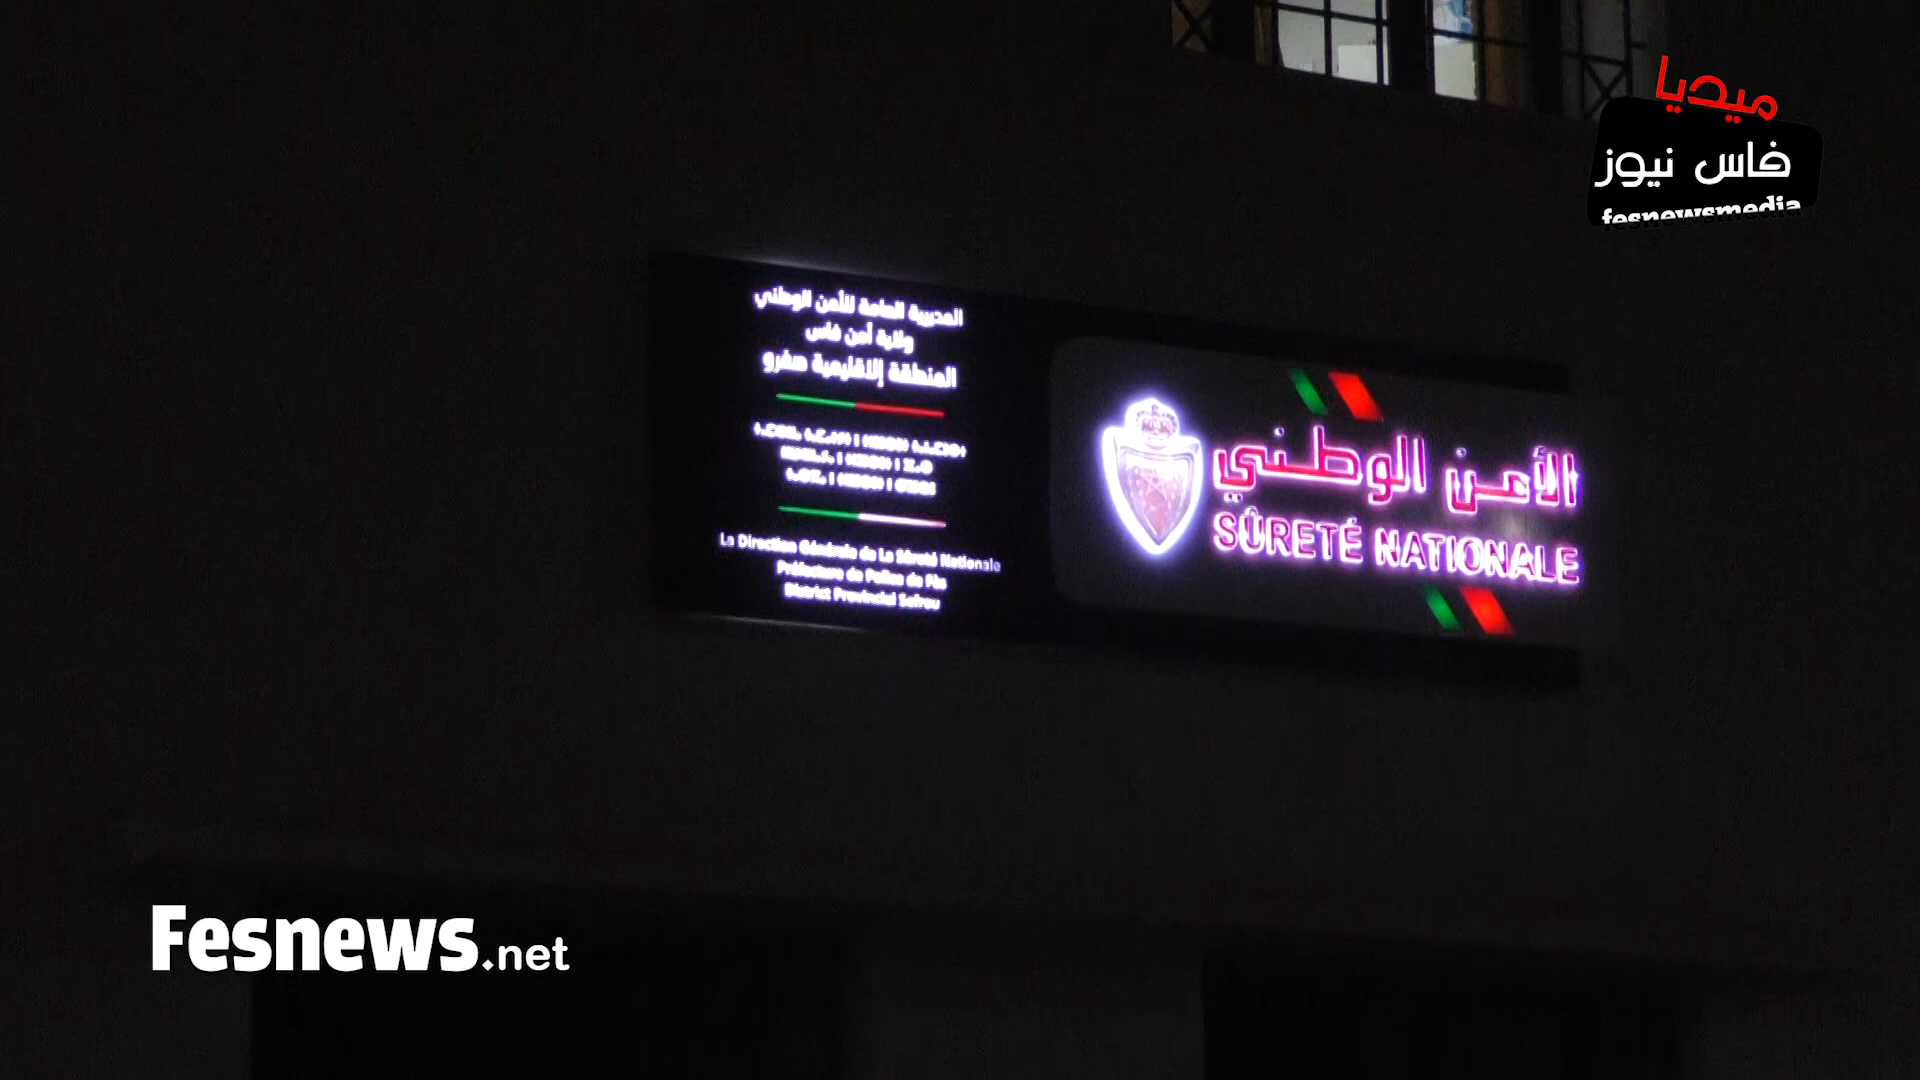 ميديا
فاس نيوز
fesnewsmedia
المديرية العامة للأمن الوطني
ولاية أمن فاس
المنطقة الإقليمية صفرو
La Direction Générale de La Sûreté Nationale
Préfecture de Police de Fès
District Provincial Sefrou
الأمن الوطني
SÛRETÉ NATIONALE
Fesnews.net